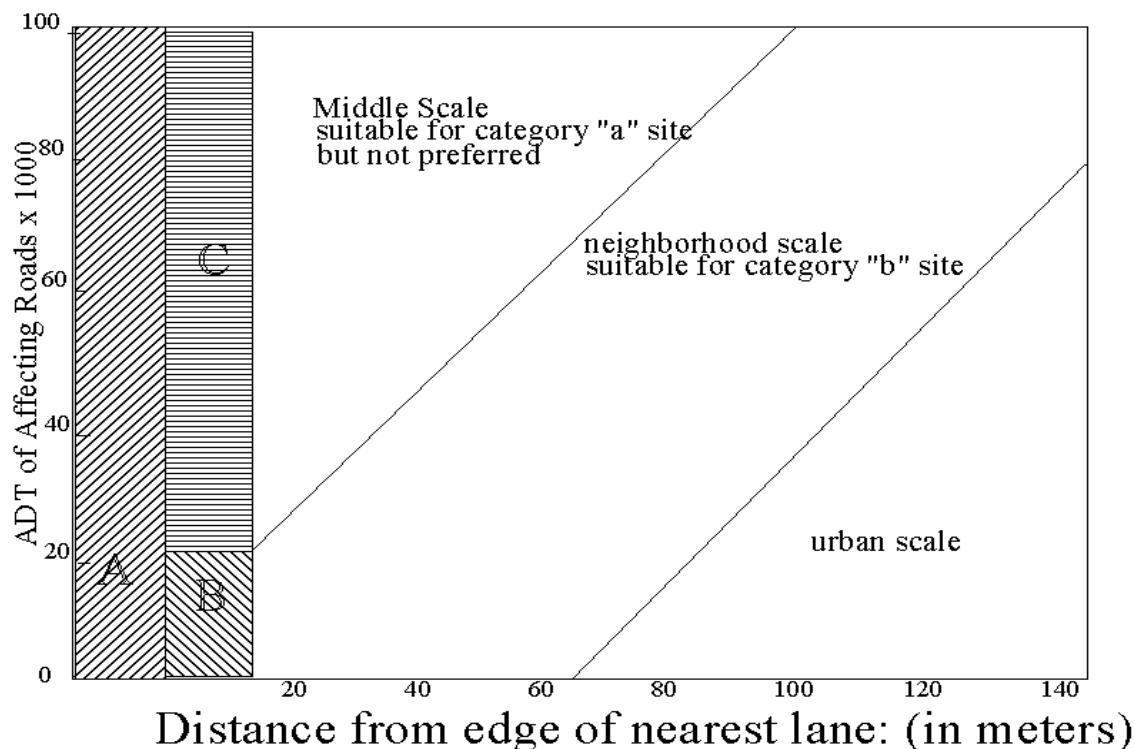 100
80
60
40
20
0
ADT of Affecting Roads x 1000
A
C
B
Middle Scale
suitable for category "a" site
but not preferred
neighborhood scale
suitable for category "b" site
urban scale
20 40 60 80 100 120 140
Distance from edge of nearest lane: (in meters)